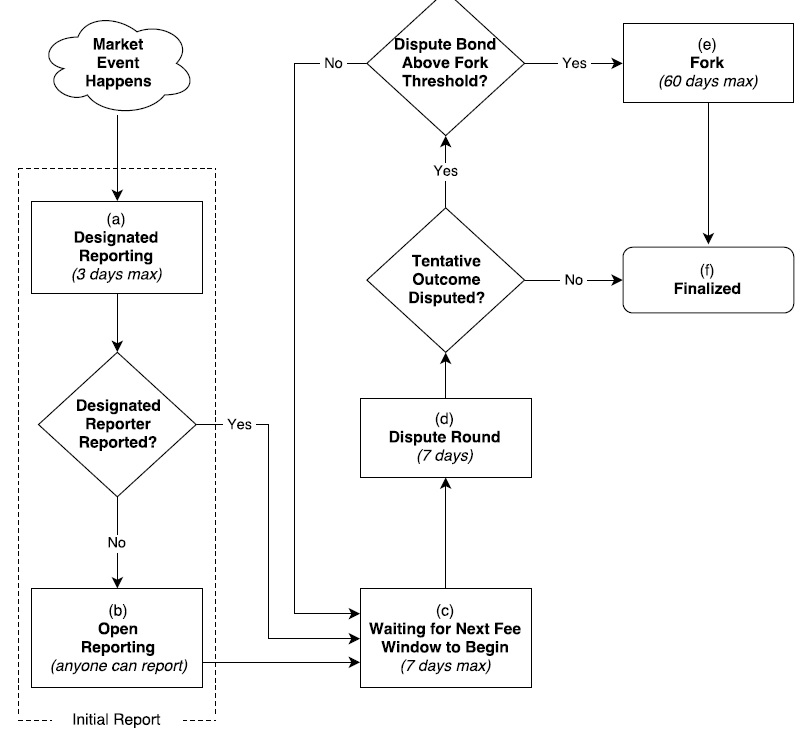 Market
Event
Happens
(a)
Designated
Reporting
(3 days max)
Designated
Reporter
Reported?
Yes
No
(b)
Open
Reporting
(anyone can report)
Initial Report
Dispute Bond
Above Fork
Threshold?
No
Yes
Yes
Tentative
Outcome
Disputed?
No
(d)
Dispute Round
(7 days)
(c)
Waiting for Next Fee
Window to Begin
(7 days max)
(e)
Fork
(60 days max)
(f)
Finalized